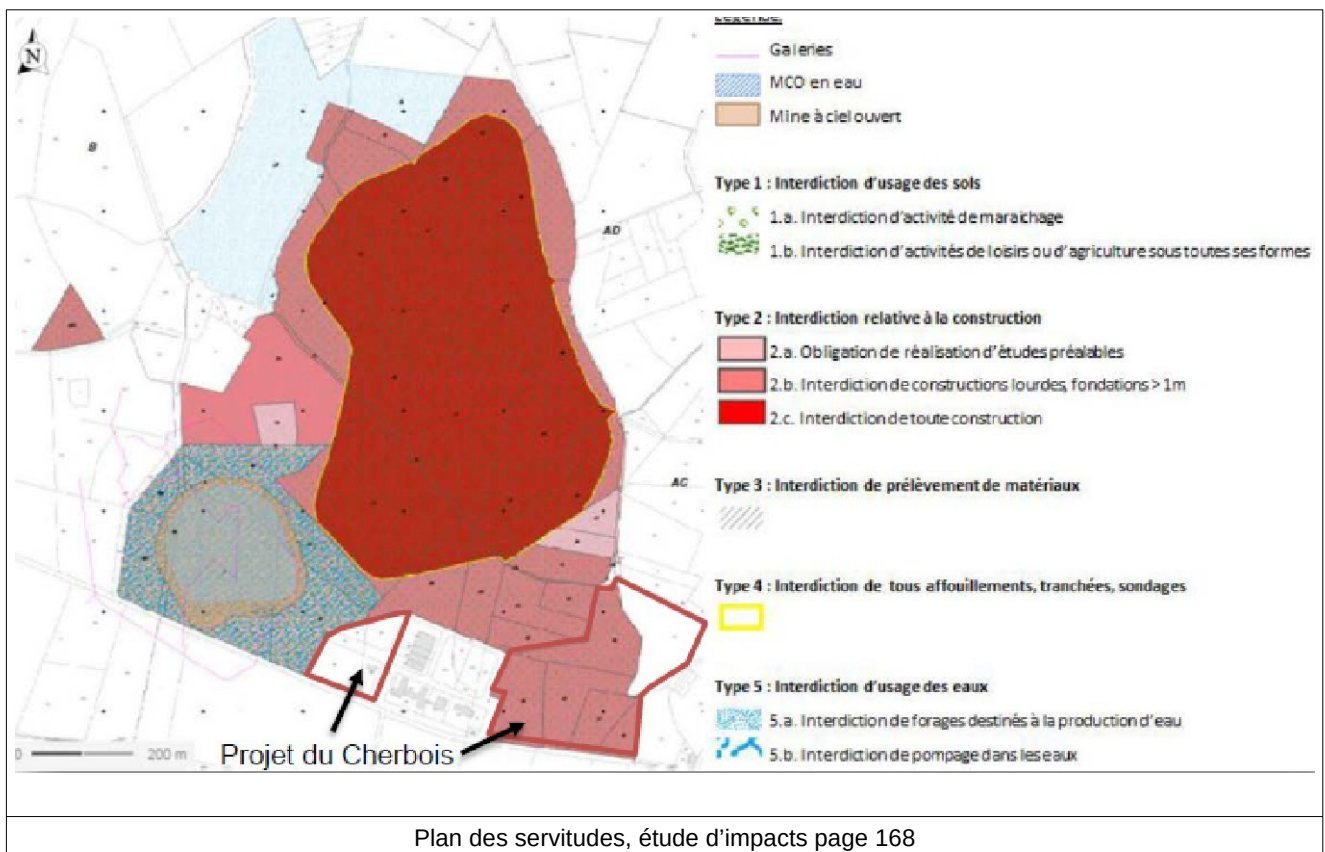 N
B
AD
AC
0 200 m
Projet du Cherbois
Légende:
Galeries
MCO en eau
Mine à ciel ouvert
Type 1 : Interdiction d'usage des sols
1.a. Interdiction d'activité de maraichage
1.b. Interdiction d'activités de loisirs ou d'agriculture sous toutes ses formes
Type 2 : Interdiction relative à la construction
2.a. Obligation de réalisation d'études préalables
2.b. Interdiction de constructions lourdes, fondations > 1m
2.c. Interdiction de toute construction
Type 3 : Interdiction de prélèvement de matériaux
Type 4 : Interdiction de tous affouillements, tranchées, sondages
Type 5 : Interdiction d'usage des eaux
5.a. Interdiction de forages destinés à la production d'eau
5.b. Interdiction de pompage dans les eaux
Plan des servitudes, étude d'impacts page 168